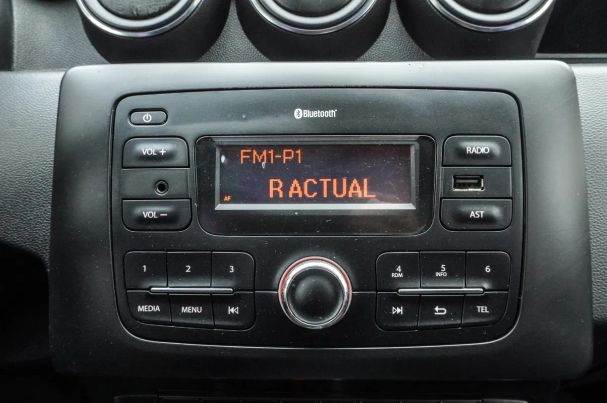 Bluetooth
VOL +
FM1-P1
RADIO
R ACTUAL
AF
VOL −
AST
1 2 3
4 RDM
5 INFO
6
MEDIA MENU
TEL